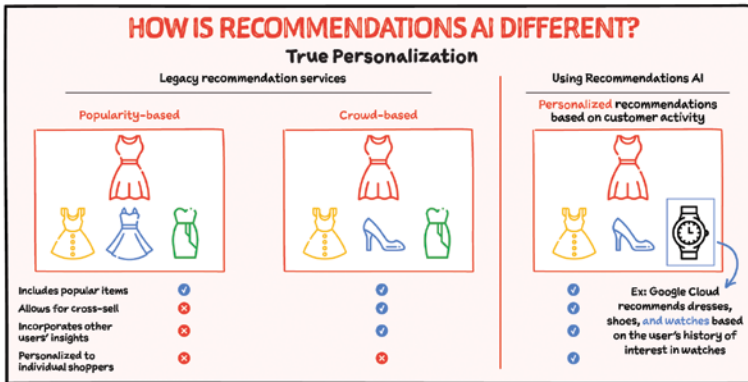 HOW IS RECOMMENDATIONS AI DIFFERENT?
True Personalization
Legacy recommendation services
Using Recommendations AI
Popularity-based
Crowd-based
Personalized recommendations
based on customer activity
Includes popular items
Allows for cross-sell
Incorporates other
users' insights
Personalized to
individual shoppers
Ex: Google Cloud
recommends dresses,
shoes, and watches based
on the user's history of
interest in watches